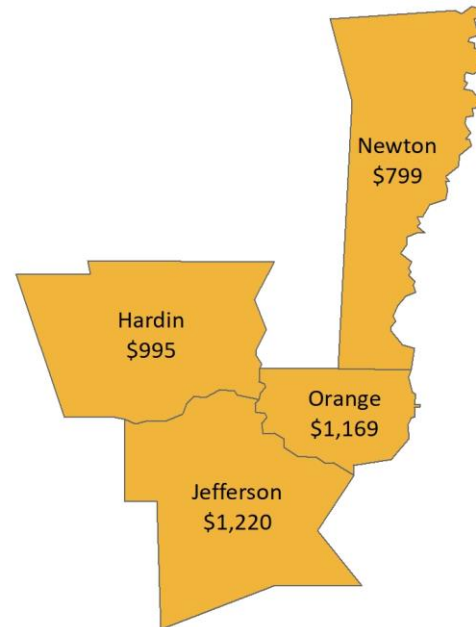 Newton
$799
Hardin
$995
Orange
$1,169
Jefferson
$1,220